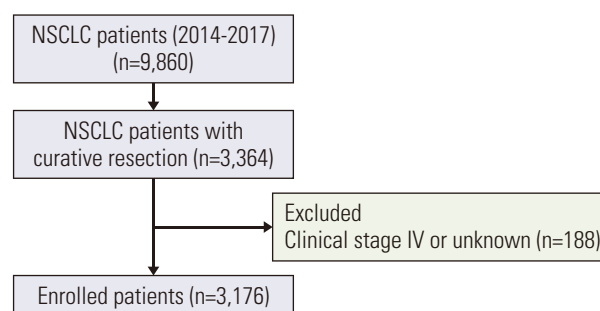 NSCLC patients (2014-2017)
(n=9,860)
NSCLC patients with
curative resection (n=3,364)
Excluded
Clinical stage IV or unknown (n=188)
Enrolled patients (n=3,176)